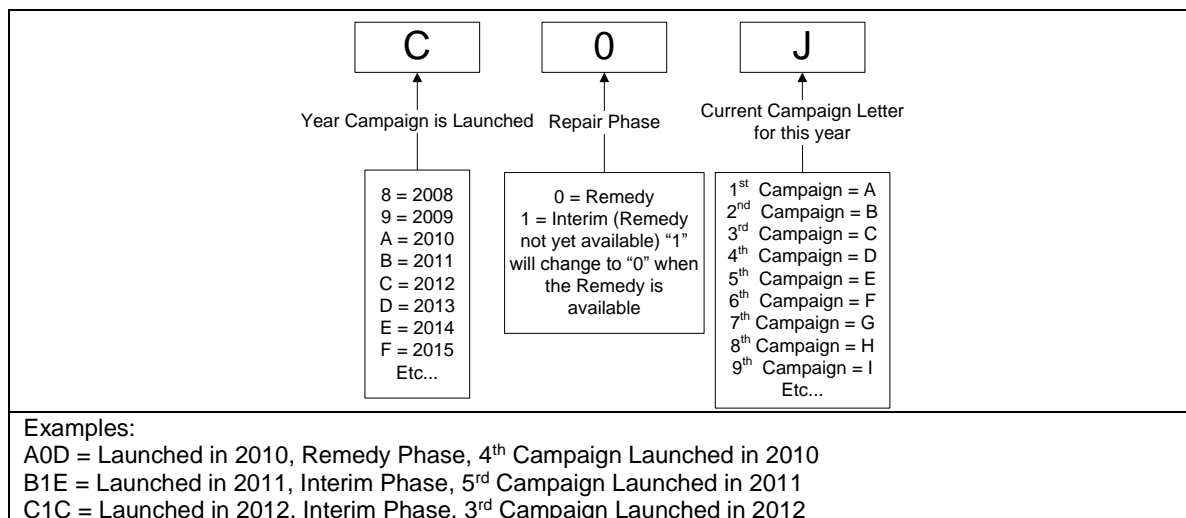 C 0 J
Year Campaign is Launched
Repair Phase
Current Campaign Letter
for this year
8 = 2008
9 = 2009
A = 2010
B = 2011
C = 2012
D = 2013
E = 2014
F = 2015
Etc...
0 = Remedy
1 = Interim (Remedy
not yet available) “1”
will change to “0” when
the Remedy is
available
1st Campaign = A
2nd Campaign = B
3rd Campaign = C
4th Campaign = D
5th Campaign = E
6th Campaign = F
7th Campaign = G
8th Campaign = H
9th Campaign = I
Etc...
Examples:
A0D = Launched in 2010, Remedy Phase, 4th Campaign Launched in 2010
B1E = Launched in 2011, Interim Phase, 5rd Campaign Launched in 2011
C1C = Launched in 2012, Interim Phase, 3rd Campaign Launched in 2012